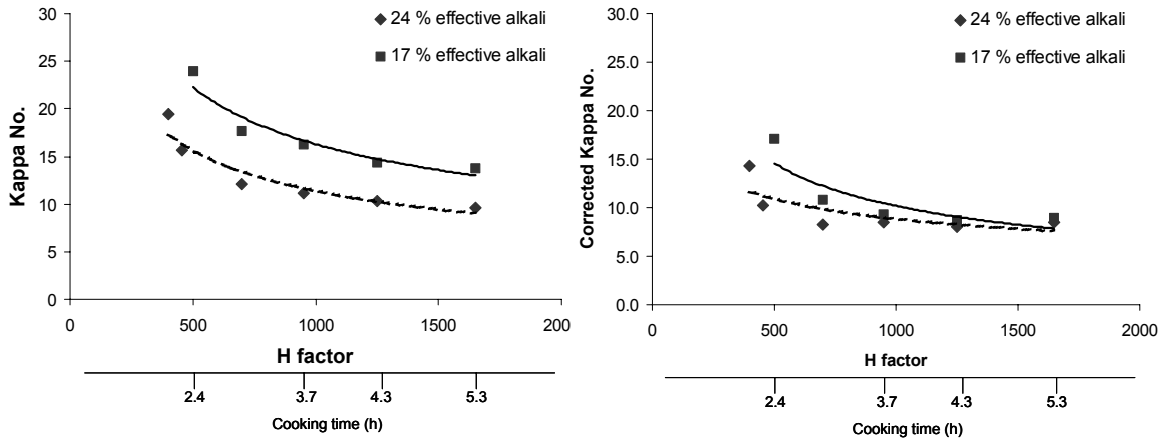 30
25
20
15
10
5
0
Kappa No.
24 % effective alkali
17 % effective alkali
0 500 1000 1500 200
H factor
2.4 3.7 4.3 5.3
Cooking time (h)
30.0
25.0
20.0
15.0
10.0
5.0
0.0
Corrected Kappa No.
24 % effective alkali
17 % effective alkali
0 500 1000 1500 2000
H factor
2.4 3.7 4.3 5.3
Cooking time (h)